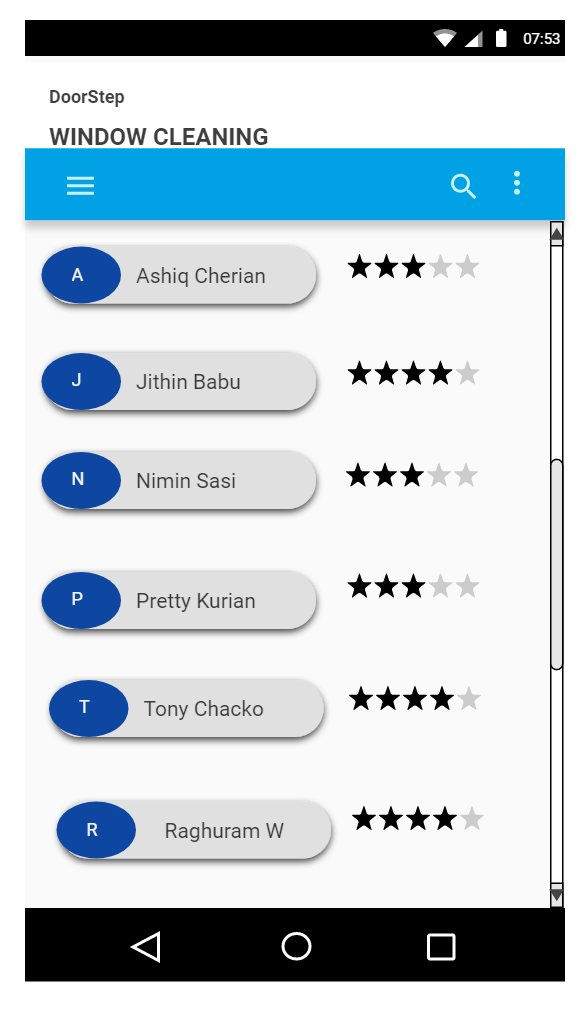 07:53
DoorStep
WINDOW CLEANING
A Ashiq Cherian
J Jithin Babu
N Nimin Sasi
P Pretty Kurian
T Tony Chacko
R Raghuram W